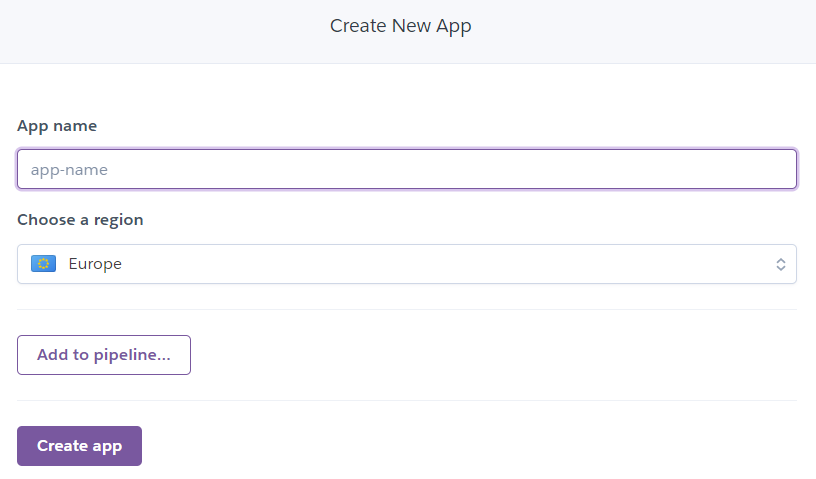 Create New App
App name
app-name
Choose a region
Europe
Add to pipeline...
Create app